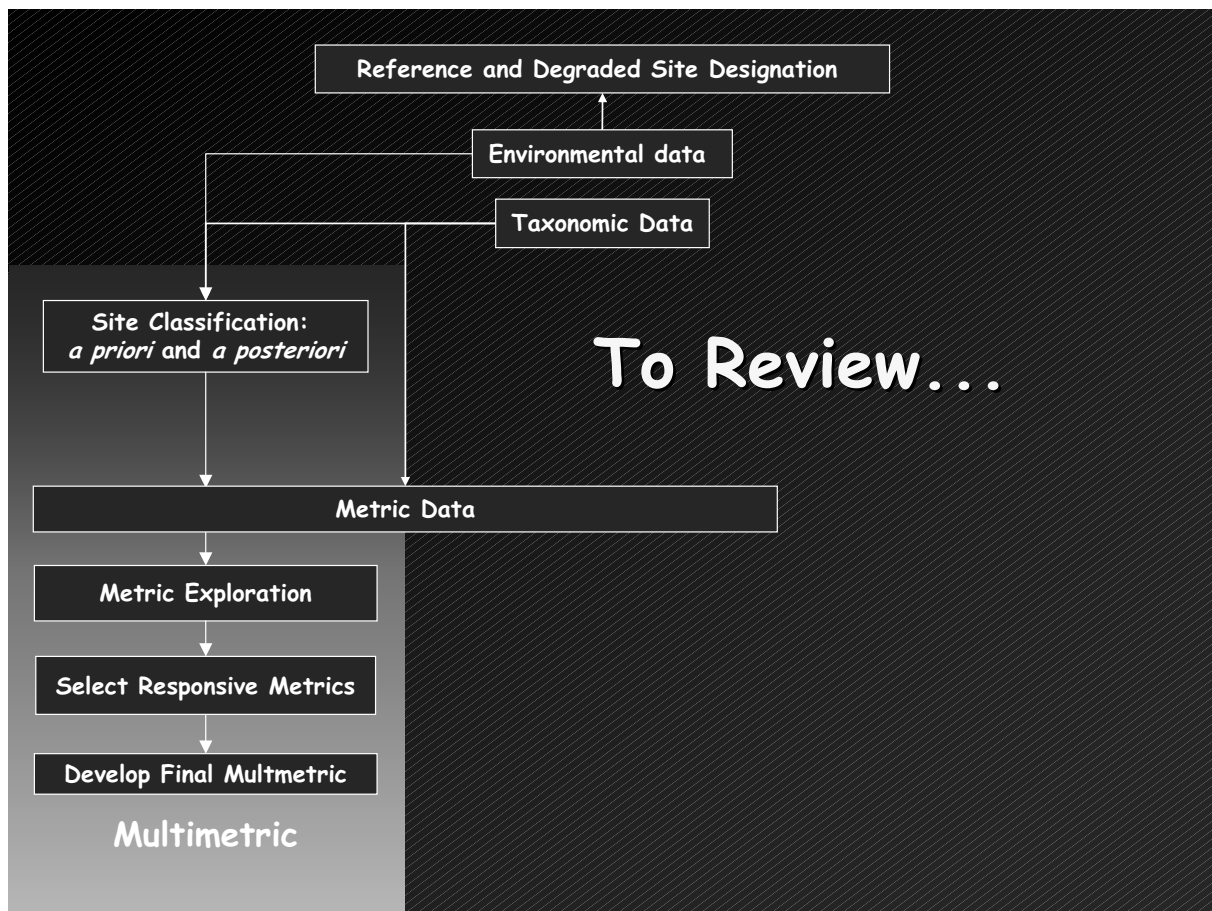 Reference and Degraded Site Designation
Environmental data
Taxonomic Data
Site Classification:
a priori and a posteriori
To Review...
Metric Data
Metric Exploration
Select Responsive Metrics
Develop Final Multmetric
Multimetric